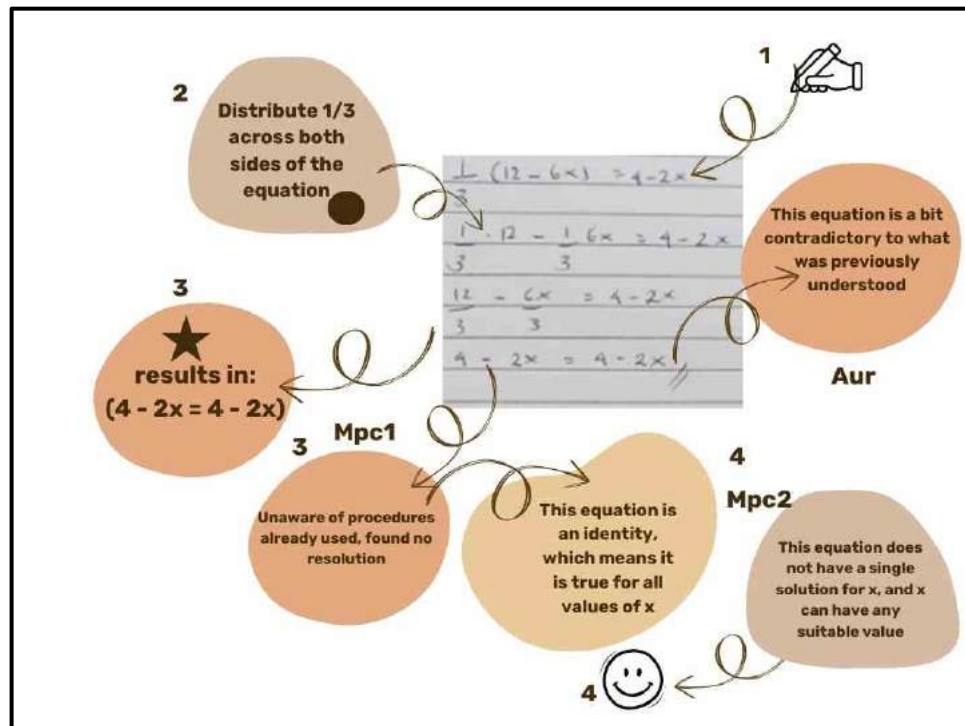 1
2
Distribute 1/3
across both
sides of the
equation
1/3 (12 - 6x) = 4 - 2x
1/3 · 12 - 1/3 6x = 4 - 2x
12/3 - 6x/3 = 4 - 2x
4 - 2x = 4 - 2x //
This equation is a bit
contradictory to what
was previously
understood
Aur
3
results in:
(4 - 2x = 4 - 2x)
Mpc1
3
Unaware of procedures
already used, found no
resolution
This equation is
an identity,
which means it
is true for all
values of x
4
Mpc2
This equation does
not have a single
solution for x, and x
can have any
suitable value
4